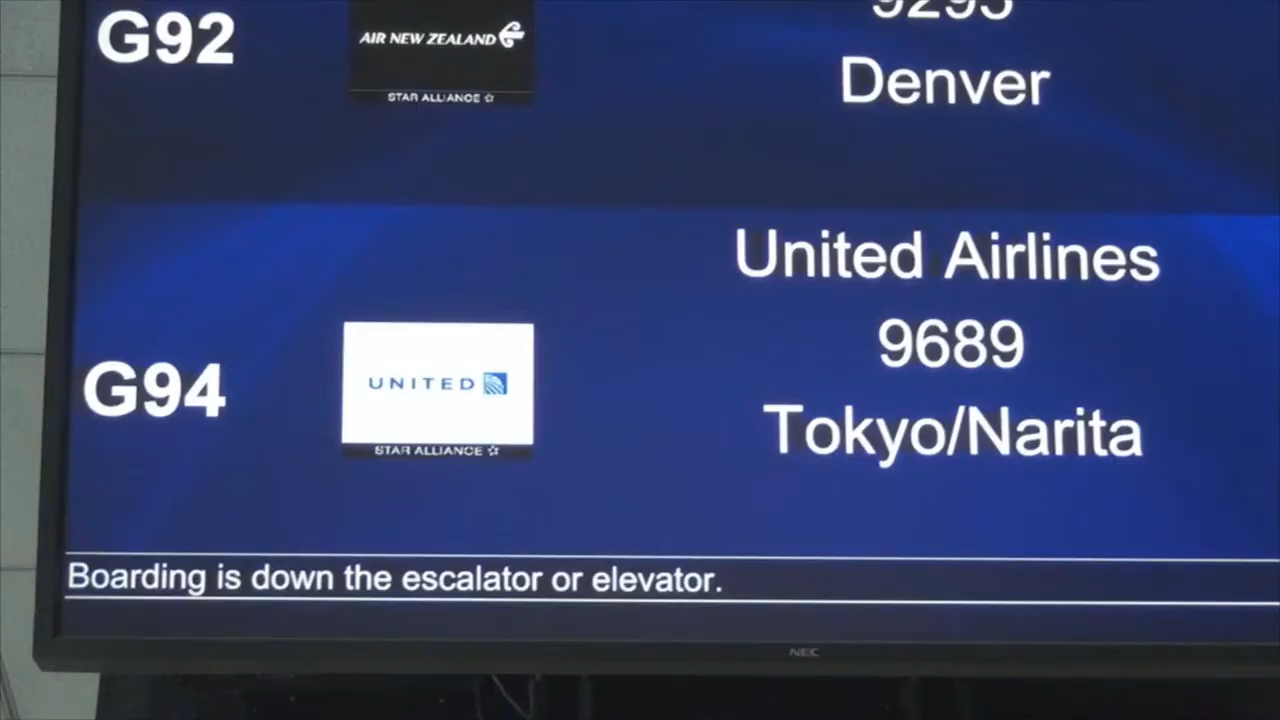 9295
G92
AIR NEW ZEALAND
STAR ALLIANCE
Denver
United Airlines
9689
G94
UNITED
STAR ALLIANCE
Tokyo/Narita
Boarding is down the escalator or elevator.
NEC